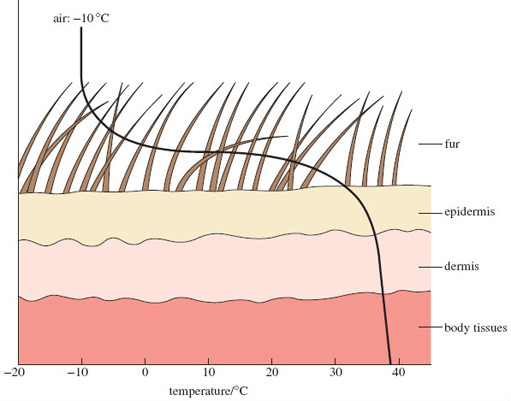 air: –10 °C
fur
epidermis
dermis
body tissues
–20 –10 0 10 20 30 40
temperature/°C